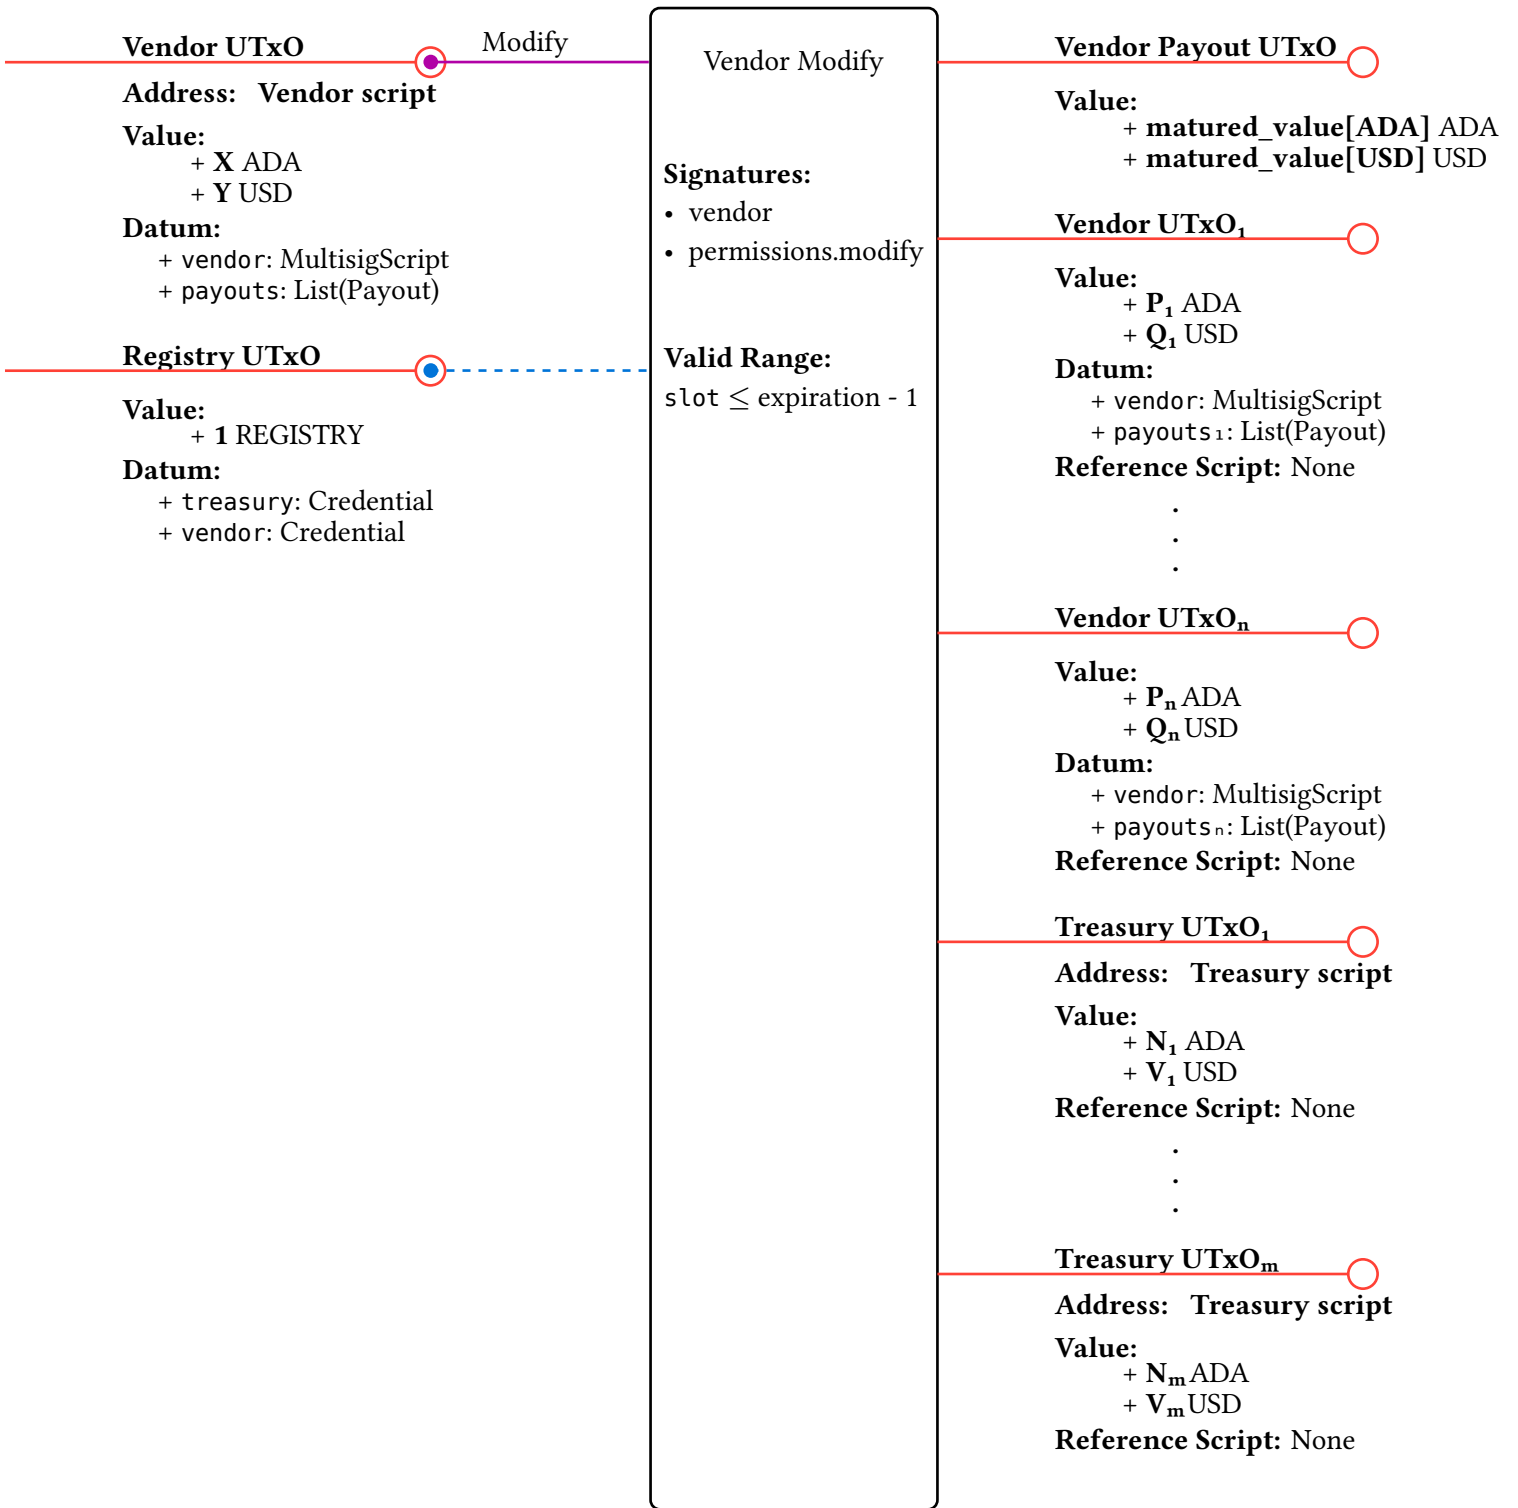 Vendor UTxO
Modify
Address: Vendor script
Value:
+ X ADA
+ Y USD
Datum:
+ vendor: MultisigScript
+ payouts: List(Payout)
Registry UTxO
Value:
+ 1 REGISTRY
Datum:
+ treasury: Credential
+ vendor: Credential
Vendor Modify
Signatures:
• vendor
• permissions.modify
Valid Range:
slot ≤ expiration - 1
Vendor Payout UTxO
Value:
+ matured_value[ADA] ADA
+ matured_value[USD] USD
Vendor UTxO₁
Value:
+ P₁ ADA
+ Q₁ USD
Datum:
+ vendor: MultisigScript
+ payouts₁: List(Payout)
Reference Script: None
.
.
.
Vendor UTxOₙ
Value:
+ Pₙ ADA
+ Qₙ USD
Datum:
+ vendor: MultisigScript
+ payoutsₙ: List(Payout)
Reference Script: None
Treasury UTxO₁
Address: Treasury script
Value:
+ N₁ ADA
+ V₁ USD
Reference Script: None
.
.
.
Treasury UTxOₘ
Address: Treasury script
Value:
+ Nₘ ADA
+ Vₘ USD
Reference Script: None